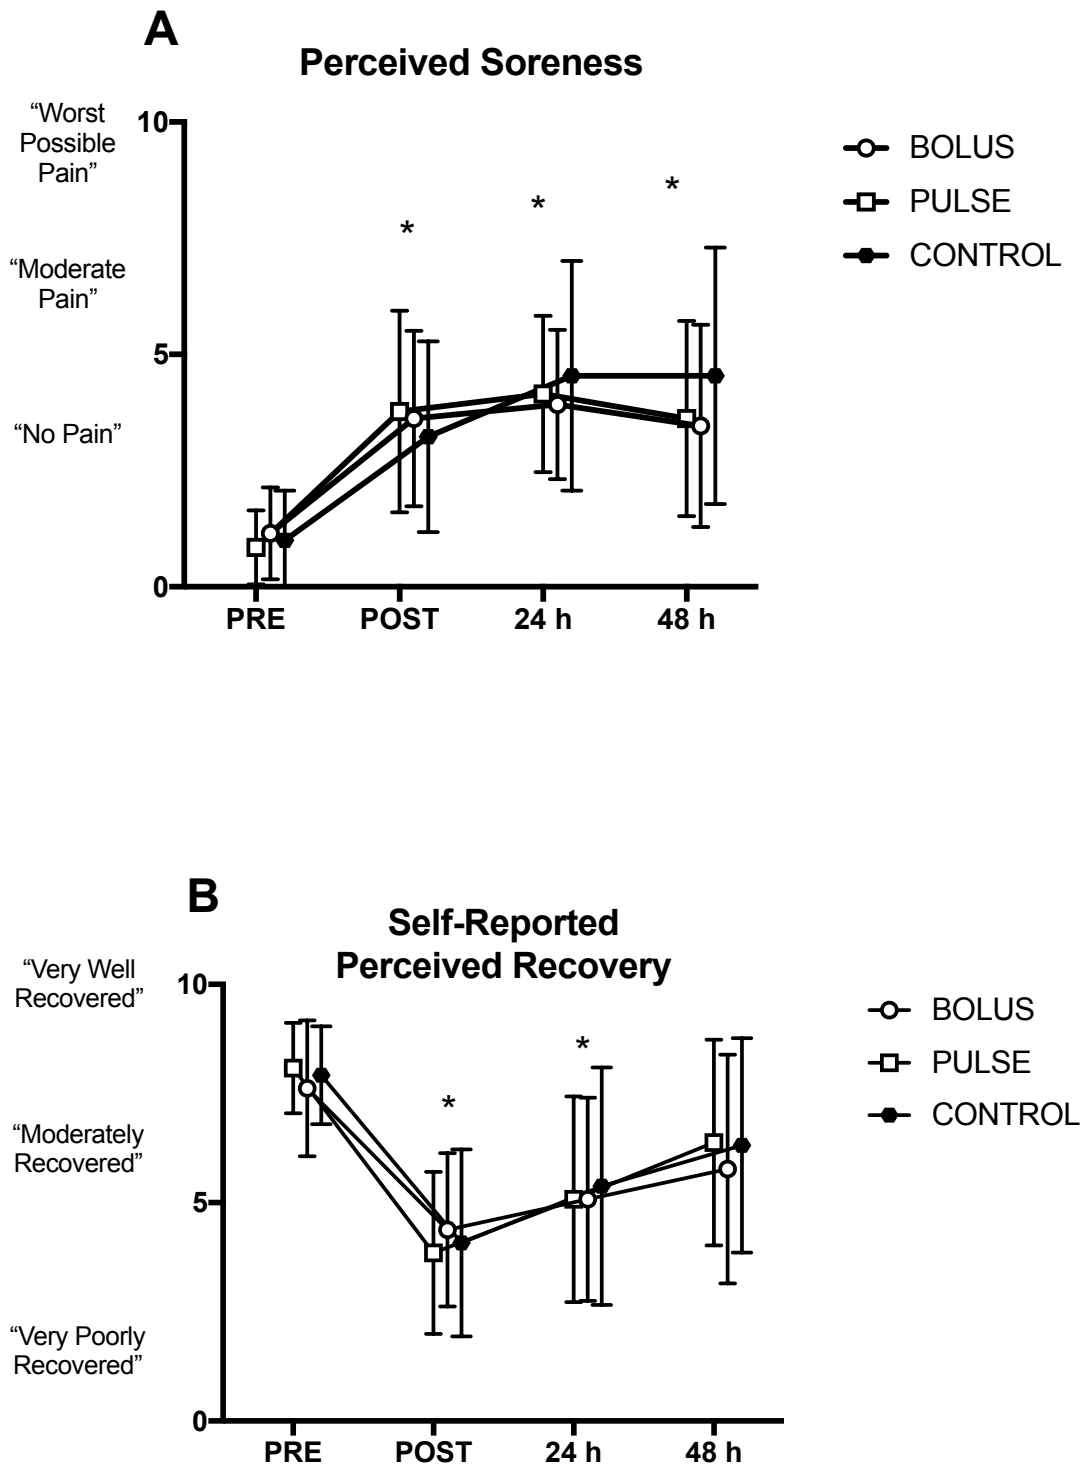 A
Perceived Soreness
“Worst
Possible
Pain”
“Moderate
Pain”
“No Pain”
10
5
0
*
*
*
BOLUS
PULSE
CONTROL
PRE POST 24 h 48 h
B
Self-Reported
Perceived Recovery
“Very Well
Recovered”
“Moderately
Recovered”
“Very Poorly
Recovered”
10
5
0
*
*
BOLUS
PULSE
CONTROL
PRE POST 24 h 48 h